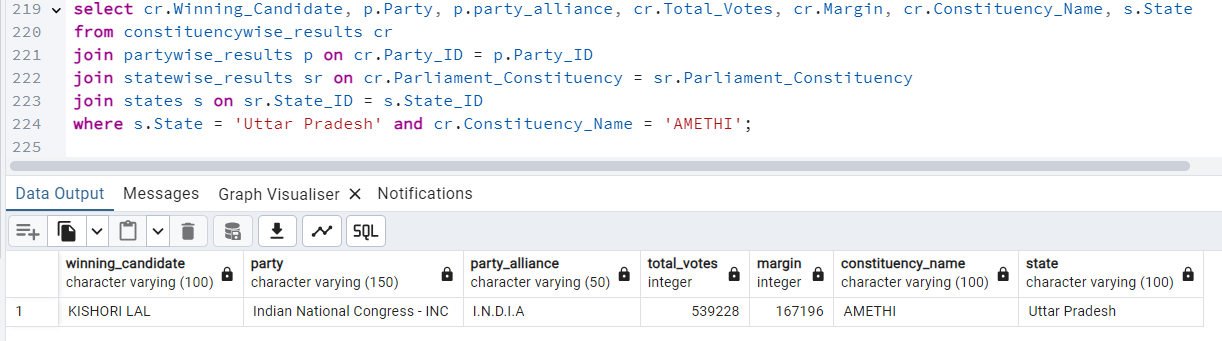 219 select cr.Winning_Candidate, p.Party, p.party_alliance, cr.Total_Votes, cr.Margin, cr.Constituency_Name, s.State
220 from constituencywise_results cr
221 join partywise_results p on cr.Party_ID = p.Party_ID
222 join statewise_results sr on cr.Parliament_Constituency = sr.Parliament_Constituency
223 join states s on sr.State_ID = s.State_ID
224 where s.State = 'Uttar Pradesh' and cr.Constituency_Name = 'AMETHI';
225
Data Output Messages Graph Visualiser Notifications
SQL
winning_candidate party party_alliance total_votes margin constituency_name state
character varying (100) character varying (150) character varying (50) integer integer character varying (100) character varying (100)
1 KISHORI LAL Indian National Congress - INC I.N.D.I.A 539228 167196 AMETHI Uttar Pradesh